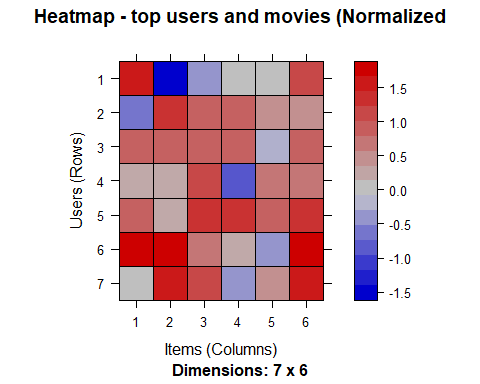 Heatmap - top users and movies (Normalized
Users (Rows)
1
2
3
4
5
6
7
1 2 3 4 5 6
Items (Columns)
Dimensions: 7 x 6
1.5
1.0
0.5
0.0
-0.5
-1.0
-1.5